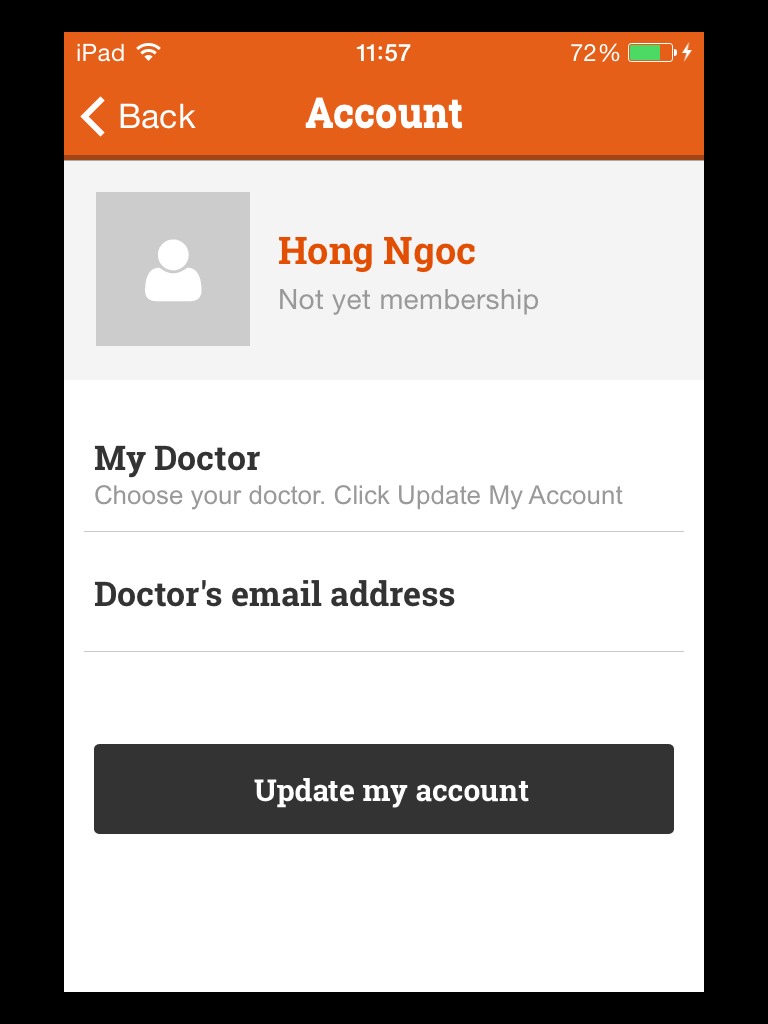 iPad 11:57 72%
Back Account
Hong Ngoc
Not yet membership
My Doctor
Choose your doctor. Click Update My Account
Doctor's email address
Update my account